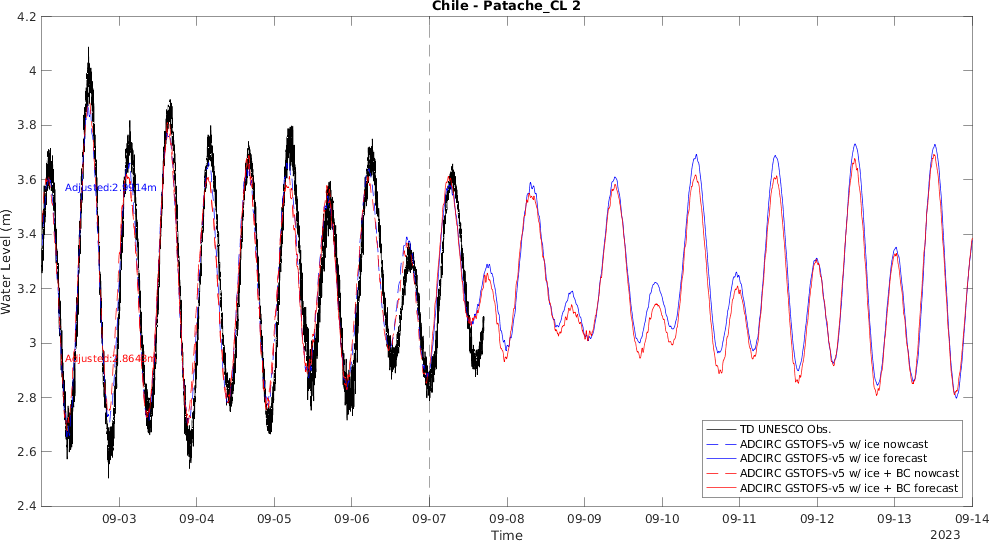 Chile - Patache_CL 2
4.2
4
3.8
3.6
3.4
3.2
3
2.8
2.6
2.4
Water Level (m)
Adjusted:
Adjusted:
TD UNESCO Obs.
ADCIRC GSTOFS-v5 w/ ice nowcast
ADCIRC GSTOFS-v5 w/ ice forecast
ADCIRC GSTOFS-v5 w/ ice + BC nowcast
ADCIRC GSTOFS-v5 w/ ice + BC forecast
09-03 09-04 09-05 09-06 09-07 09-08 09-09 09-10 09-11 09-12 09-13 09-14
Time
2023